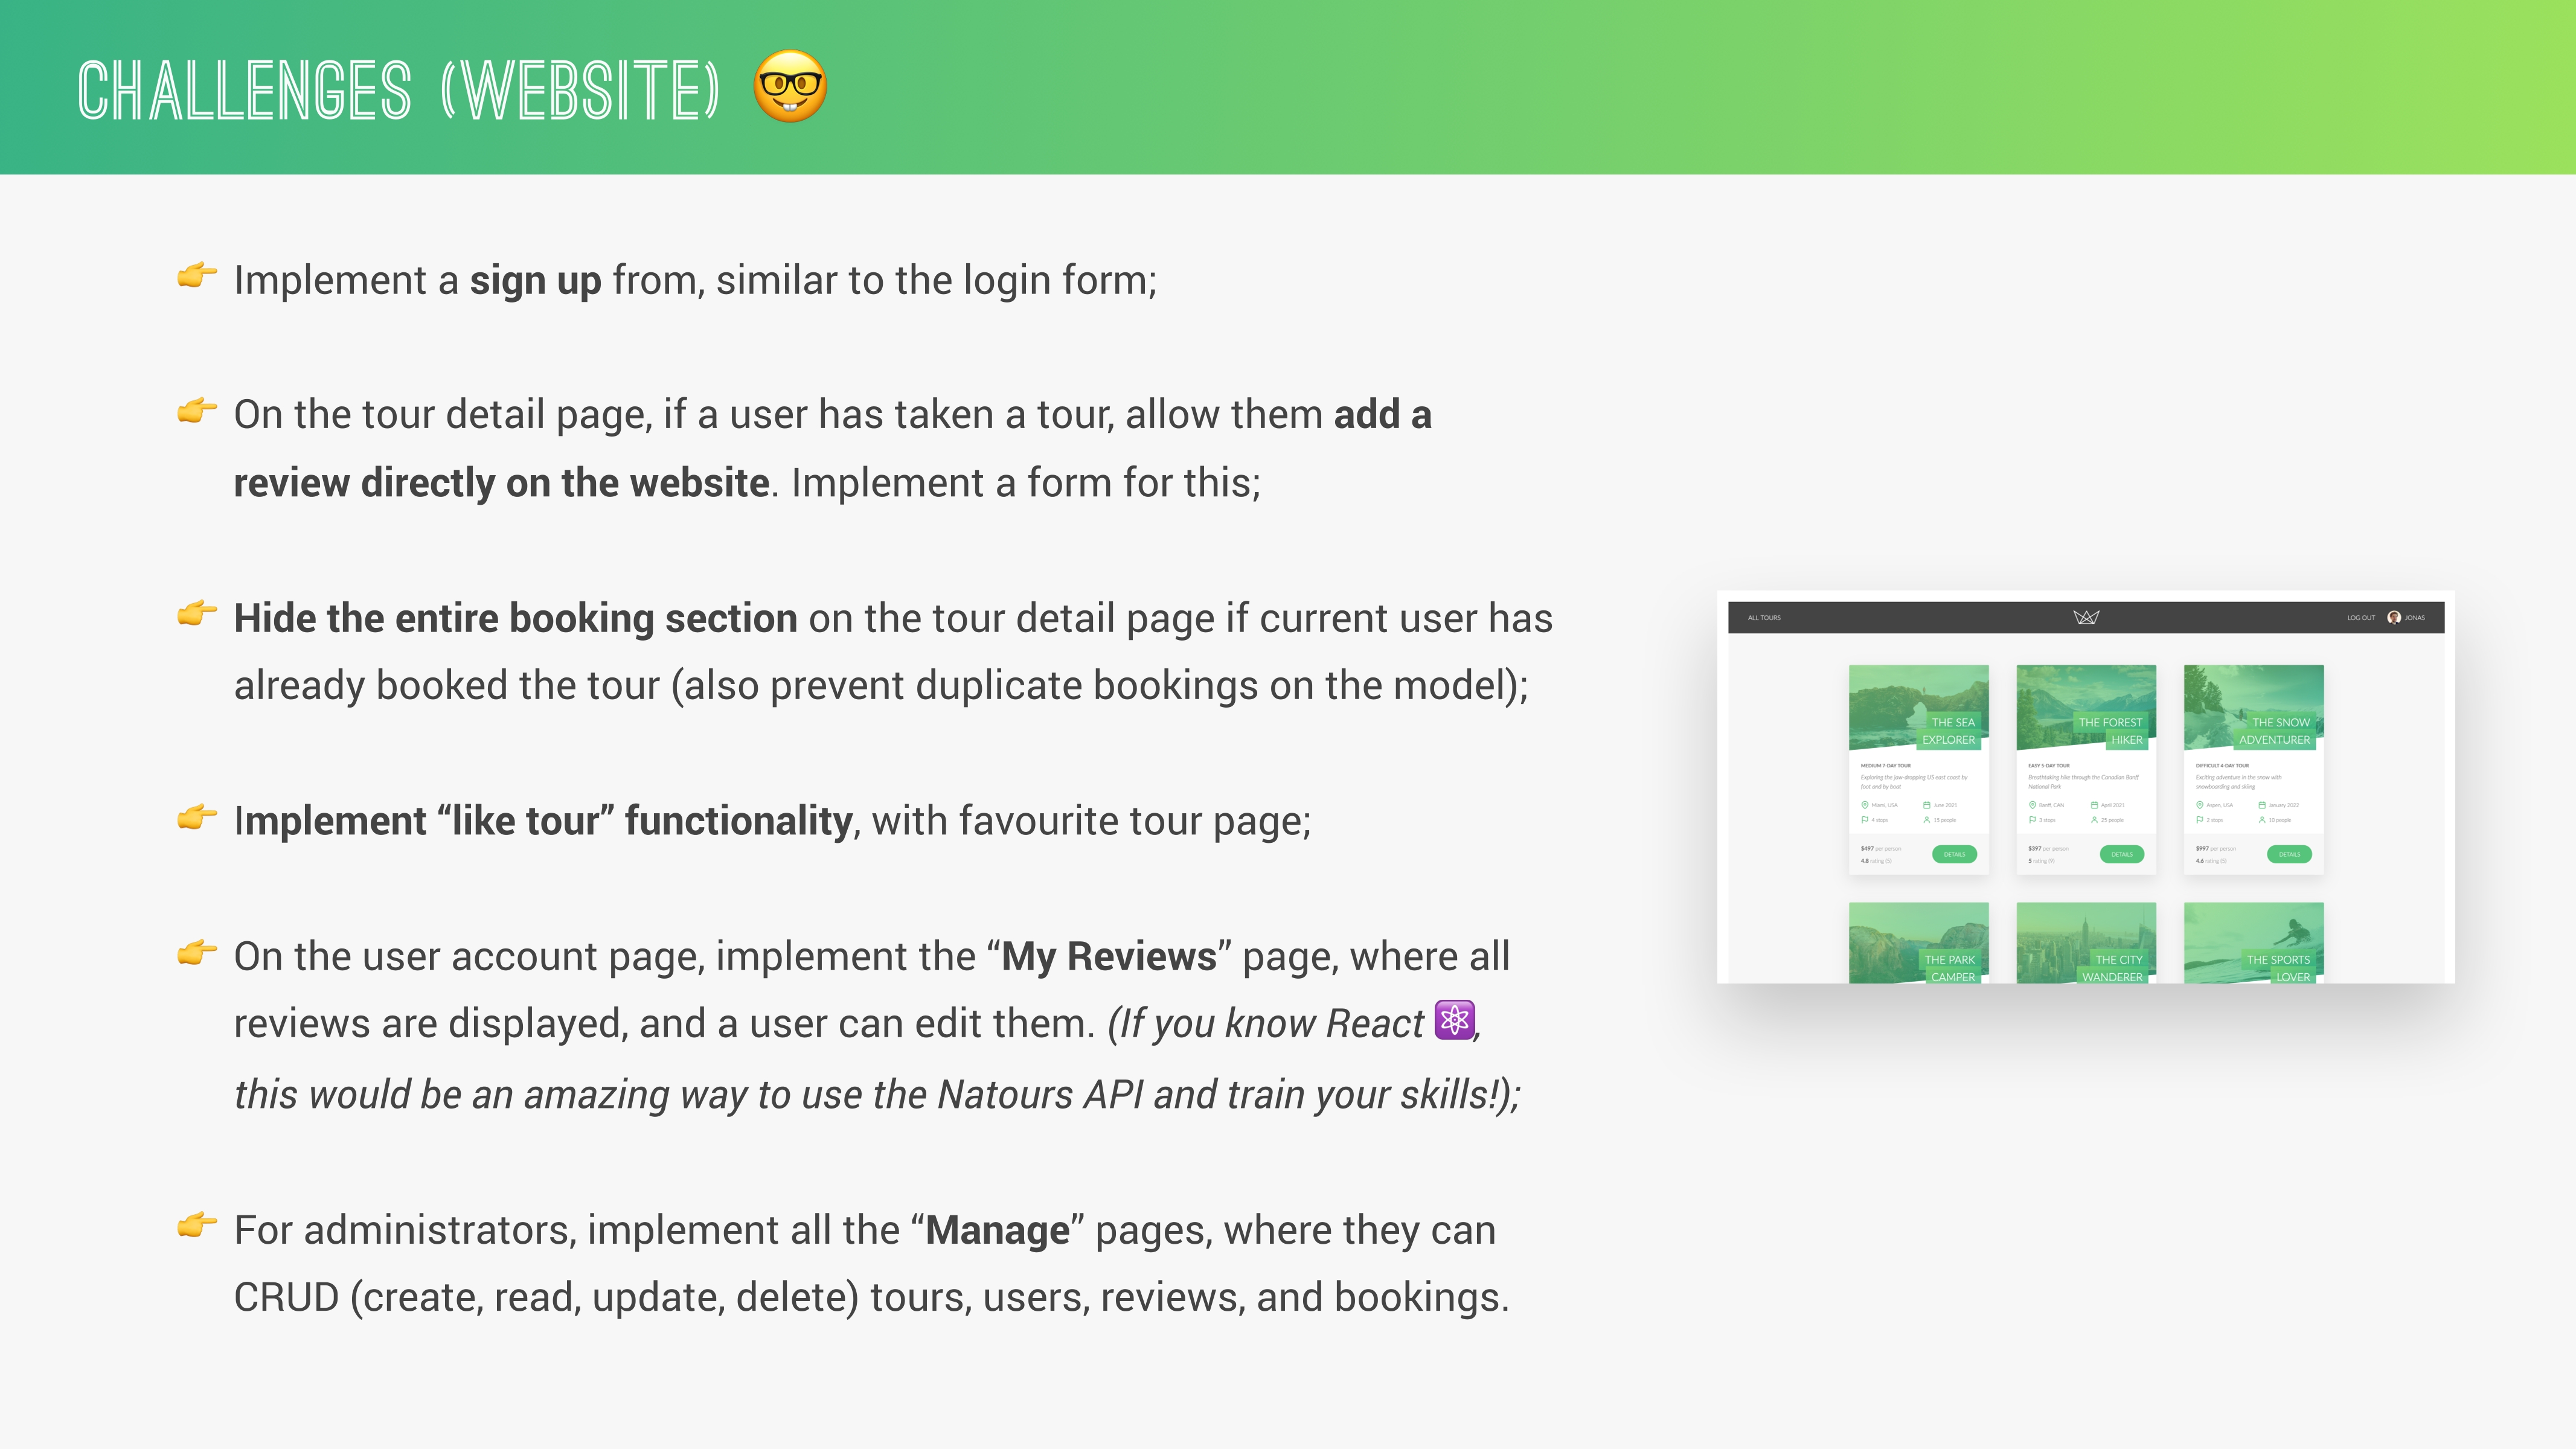 CHALLENGES (WEBSITE) 🤓
👉 Implement a sign up from, similar to the login form;
👉 On the tour detail page, if a user has taken a tour, allow them add a
review directly on the website. Implement a form for this;
👉 Hide the entire booking section on the tour detail page if current user has
already booked the tour (also prevent duplicate bookings on the model);
👉 Implement “like tour” functionality, with favourite tour page;
👉 On the user account page, implement the “My Reviews” page, where all
reviews are displayed, and a user can edit them. (If you know React ⚛️,
this would be an amazing way to use the Natours API and train your skills!);
👉 For administrators, implement all the “Manage” pages, where they can
CRUD (create, read, update, delete) tours, users, reviews, and bookings.
ALL TOURS
LOG OUT JONAS
THE SEA
EXPLORER
MEDIUM 7-DAY TOUR
Exploring the jaw-dropping US east coast by
foot and by boat
Miami, USA June 2021
4 stops 15 people
$497 per person
4.8 rating (5)
DETAILS
THE FOREST
HIKER
EASY 5-DAY TOUR
Breathtaking hike through the Canadian Banff
National Park
Banff, CAN April 2021
3 stops 25 people
$397 per person
5 rating (9)
DETAILS
THE SNOW
ADVENTURER
DIFFICULT 4-DAY TOUR
Exciting adventure in the snow with
snowboarding and skiing
Aspen, USA January 2022
2 stops 10 people
$997 per person
4.6 rating (5)
DETAILS
THE PARK
CAMPER
THE CITY
WANDERER
THE SPORTS
LOVER